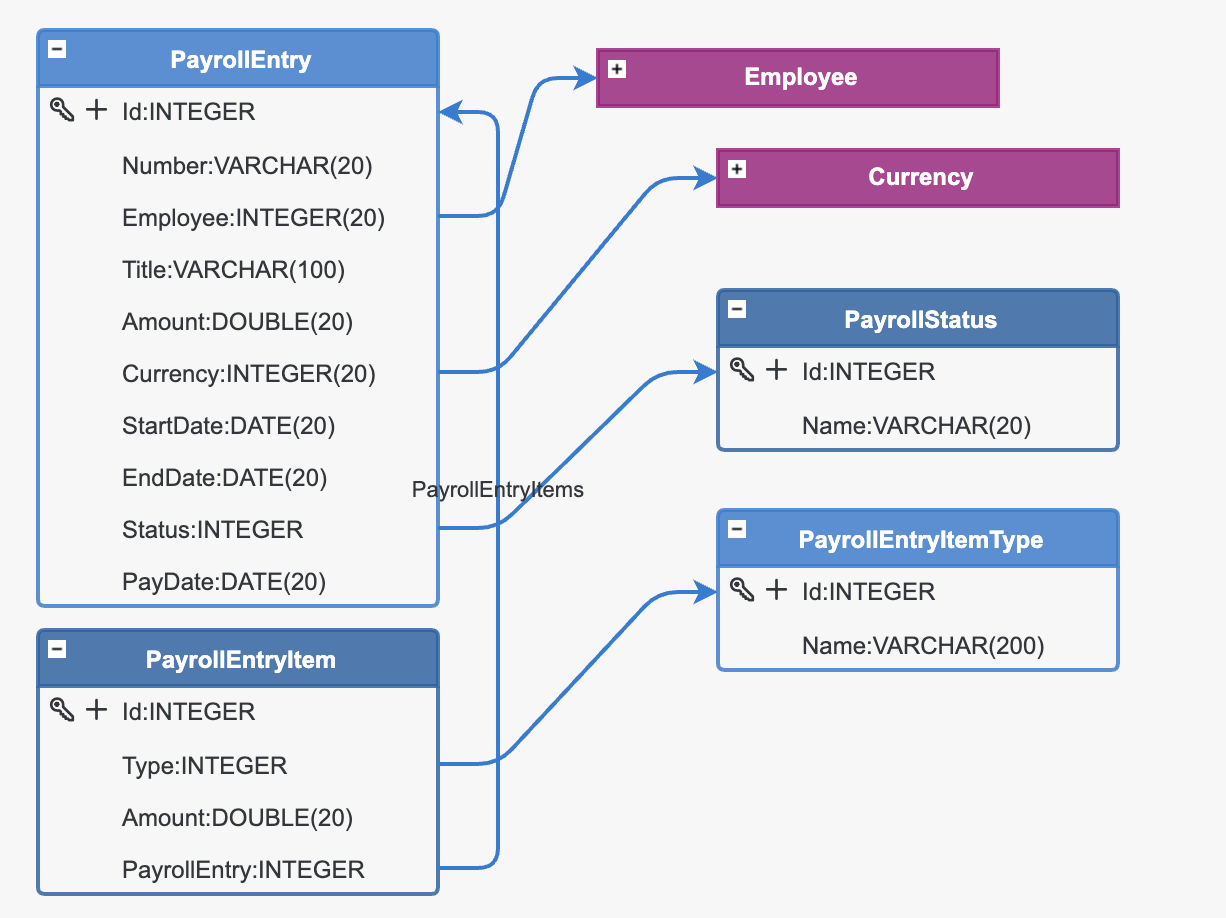 PayrollEntry
Id:INTEGER
Number:VARCHAR(20)
Employee:INTEGER(20)
Title:VARCHAR(100)
Amount:DOUBLE(20)
Currency:INTEGER(20)
StartDate:DATE(20)
EndDate:DATE(20)
Status:INTEGER
PayDate:DATE(20)
PayrollEntryItem
Id:INTEGER
Type:INTEGER
Amount:DOUBLE(20)
PayrollEntry:INTEGER
PayrollEntryItems
Employee
Currency
PayrollStatus
Id:INTEGER
Name:VARCHAR(20)
PayrollEntryItemType
Id:INTEGER
Name:VARCHAR(200)